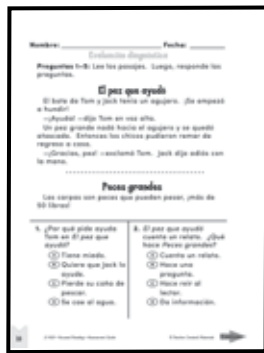 Nombre: Fecha:
Evaluación diagnóstica
Preguntas 1–5: Lee los pasajes. Luego, responde las
preguntas.
El pez que ayudó
El bote de Tom y Jack tenía un agujero. ¡Se empezó
a hundir!
—¡Ayuda! —dijo Tom en voz alta.
Un pez grande nadó hacia el agujero y se quedó
atascado. Entonces los chicos pudieron remar de
regreso a casa.
—¡Gracias, pez! —exclamó Tom. Jack dijo adiós con
la mano.
Peces grandes
Las carpas son peces que pueden pesar, ¡más de
50 libras!
1. ¿Por qué pide ayuda
Tom en El pez que
ayudó?
A Tiene miedo.
B Quiere que Jack lo
ayude.
C Pierde su caña de
pescar.
D Se cae al agua.
2. El pez que ayudó
cuenta un relato. ¿Qué
hace Peces grandes?
A Cuenta un relato.
B Hace una
pregunta.
C Hace reír al
lector.
D Da información.